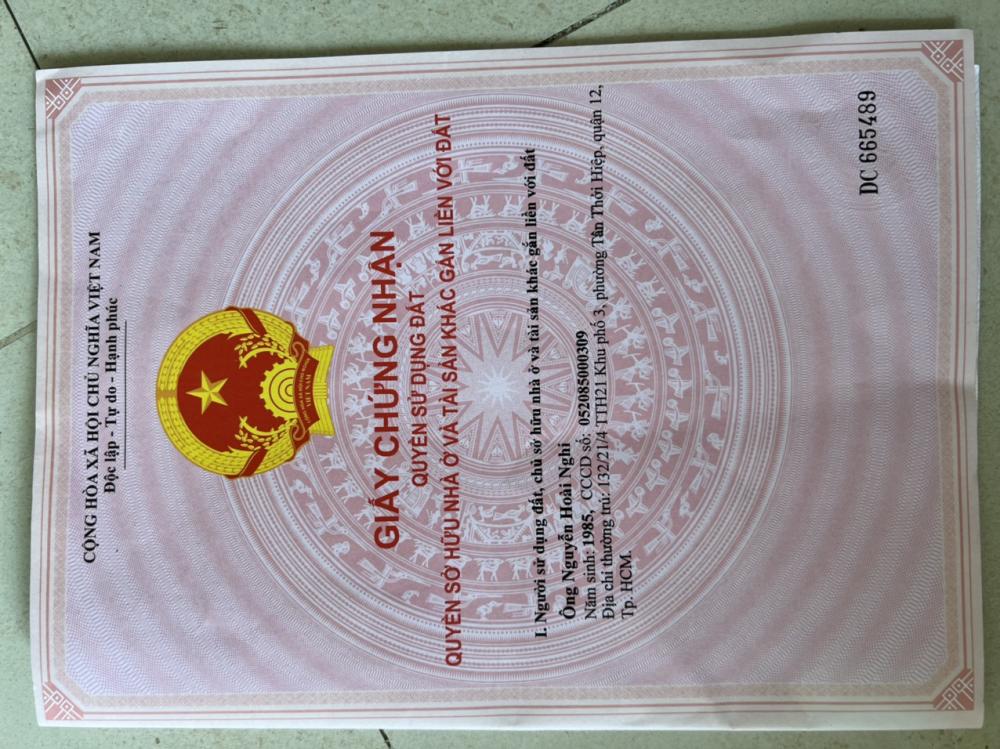 CỘNG HÒA XÃ HỘI CHỦ NGHĨA VIỆT NAM
Độc lập - Tự do - Hạnh phúc
VIỆT NAM
GIẤY CHỨNG NHẬN
QUYỀN SỬ DỤNG ĐẤT
QUYỀN SỞ HỮU NHÀ Ở VÀ TÀI SẢN KHÁC GẮN LIỀN VỚI ĐẤT
I. Người sử dụng đất, chủ sở hữu nhà ở và tài sản khác gắn liền với đất
Ông Nguyễn Hoài Nghi
Năm sinh: 1985, CCCD số: 052085000309
Địa chỉ thường trú: 132/21/4 TTH21 Khu phố 3, phường Tân Thới Hiệp, quận 12,
Tp. HCM.
DC 665489